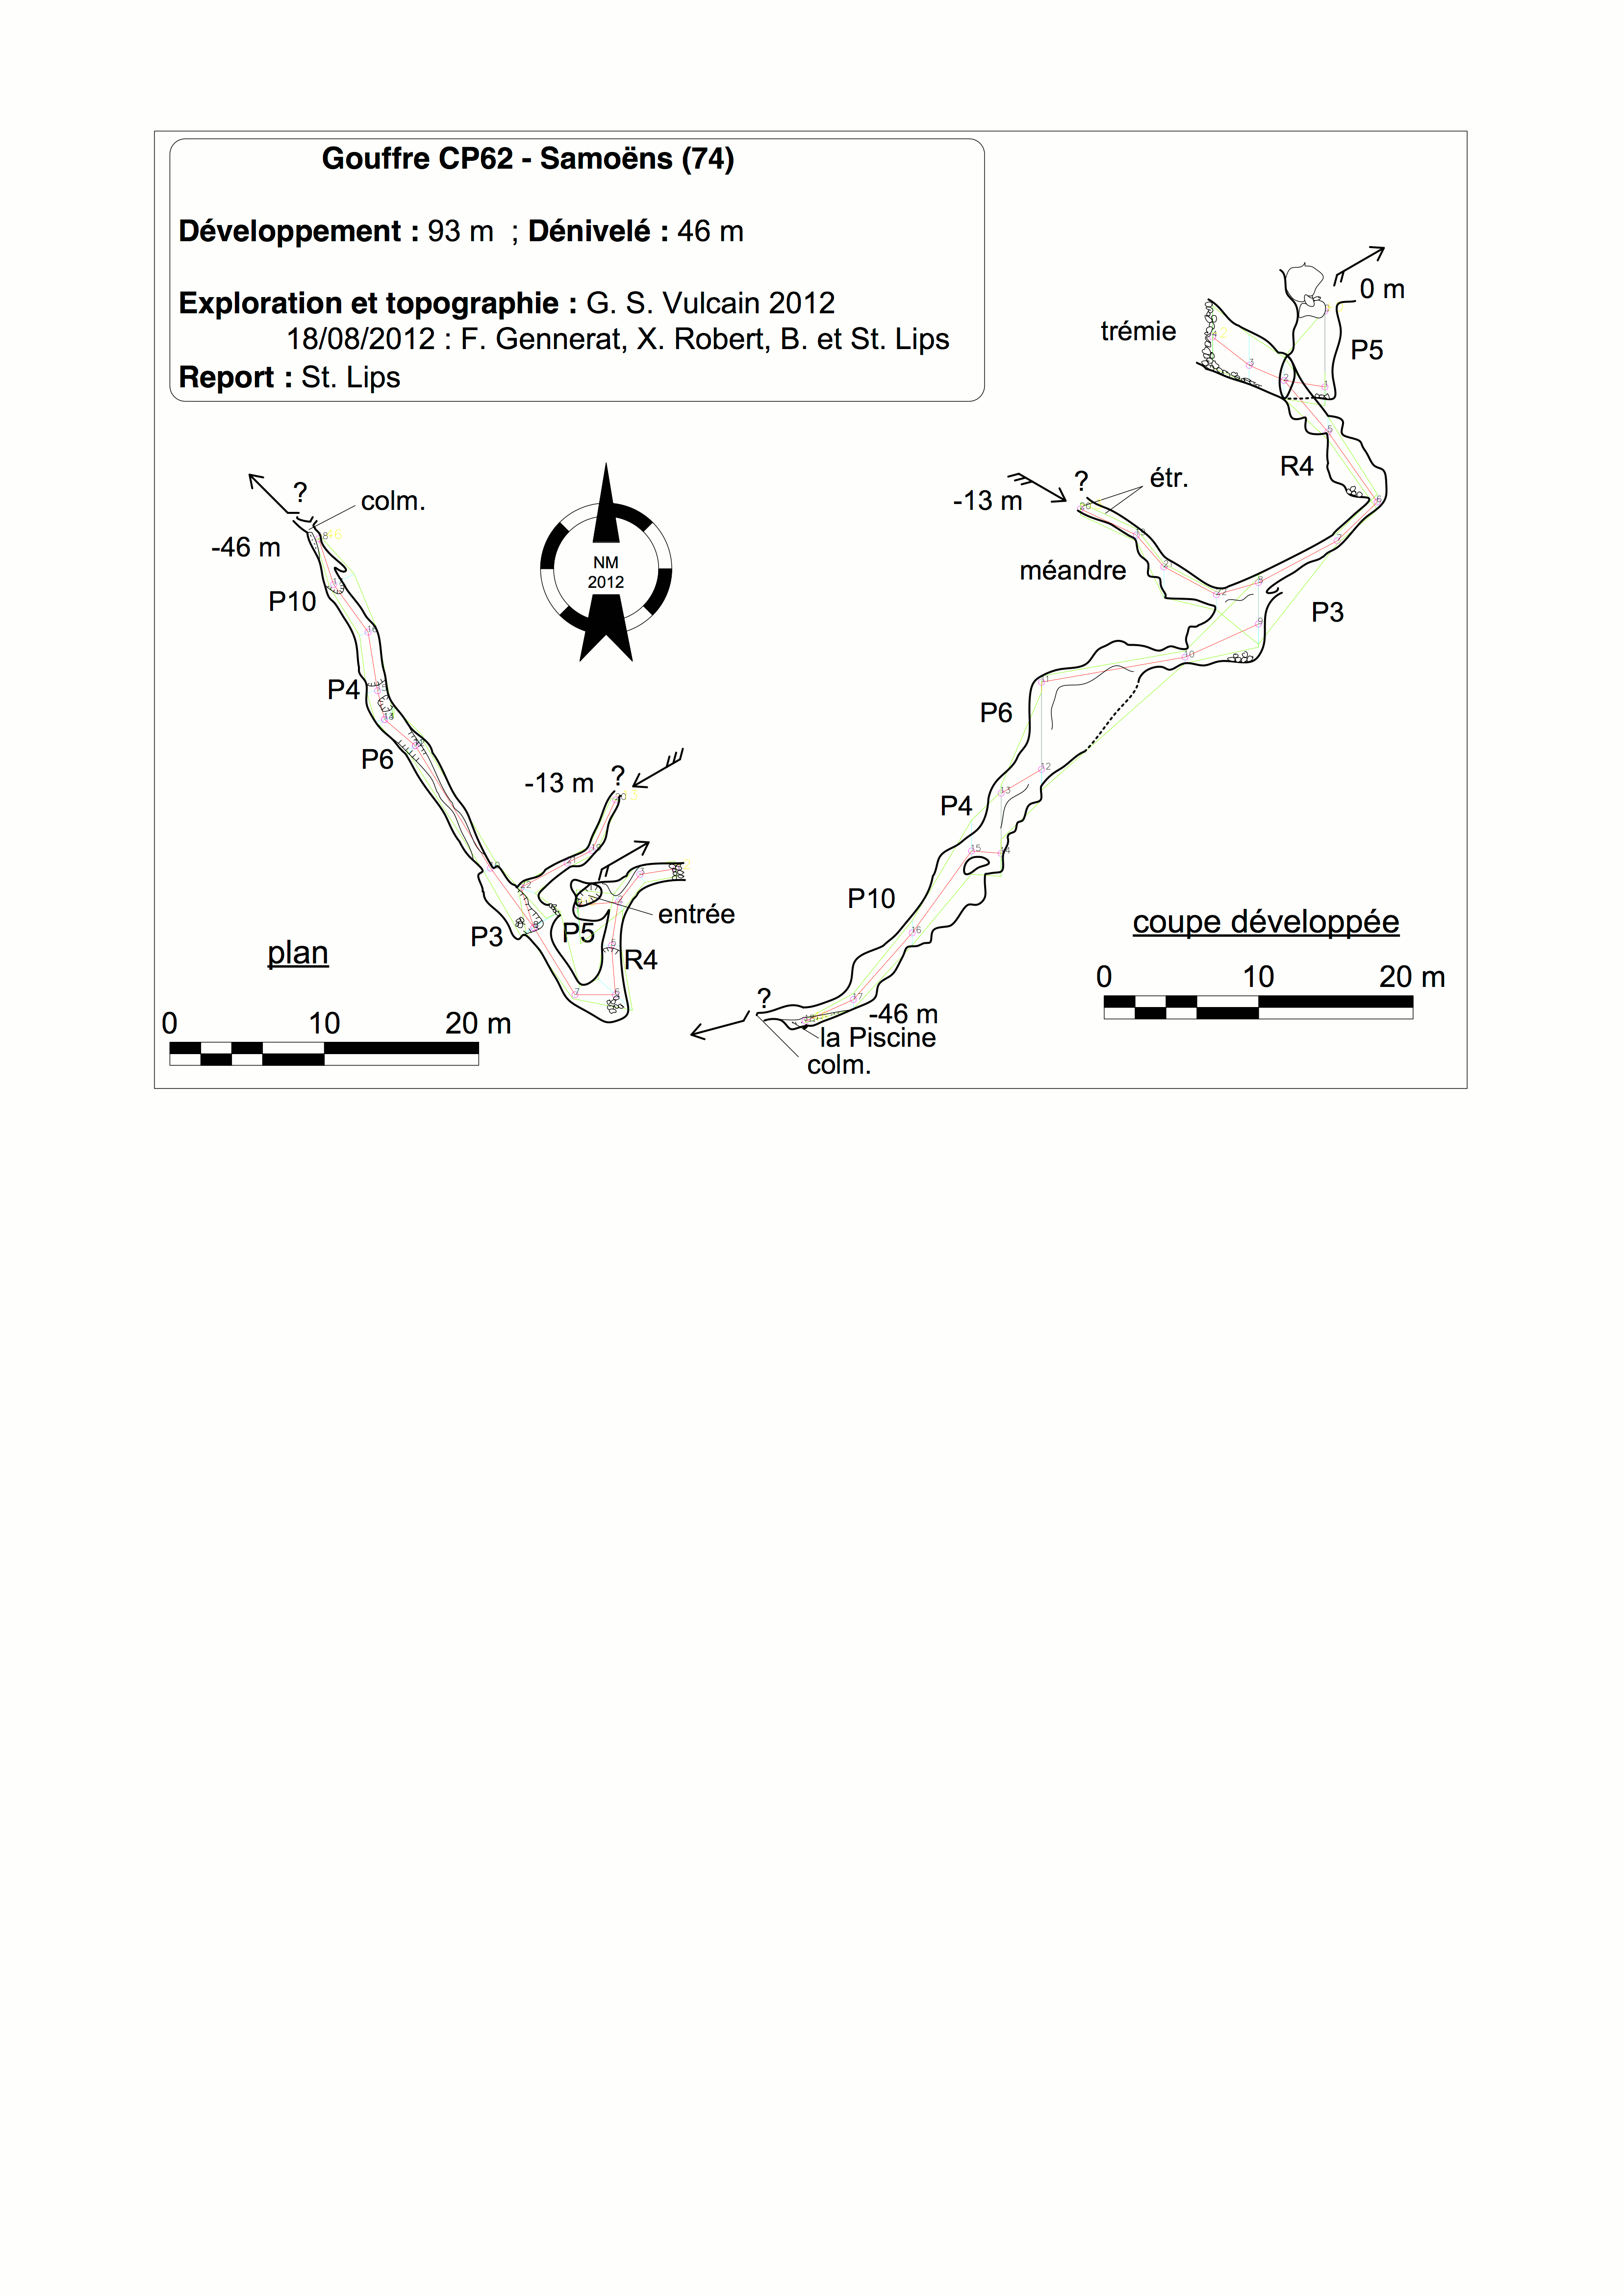 Gouffre CP62 - Samoëns (74)
Développement : 93 m ; Dénivelé : 46 m
Exploration et topographie : G. S. Vulcain 2012
18/08/2012 : F. Gennerat, X. Robert, B. et St. Lips
Report : St. Lips
?
colm.
-46 m
P10
P4
P6
NM
2012
-13 m
?
entrée
P5
P3
R4
plan
0 10 20 m
0 m
trémie
P5
R4
?
étr.
-13 m
méandre
P3
P6
P4
P10
coupe développée
0 10 20 m
?
-46 m
la Piscine
colm.